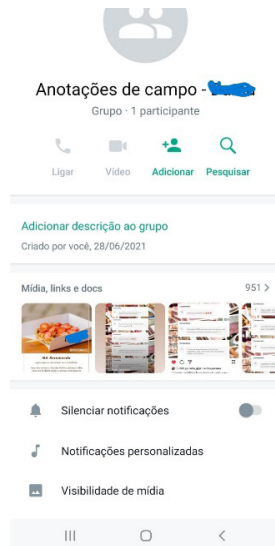 Anotações de campo -
Grupo · 1 participante
Ligar
Vídeo
Adicionar
Pesquisar
Adicionar descrição ao grupo
Criado por você, 28/06/2021
Mídia, links e docs
951 >
Silenciar notificações
Notificações personalizadas
Visibilidade de mídia